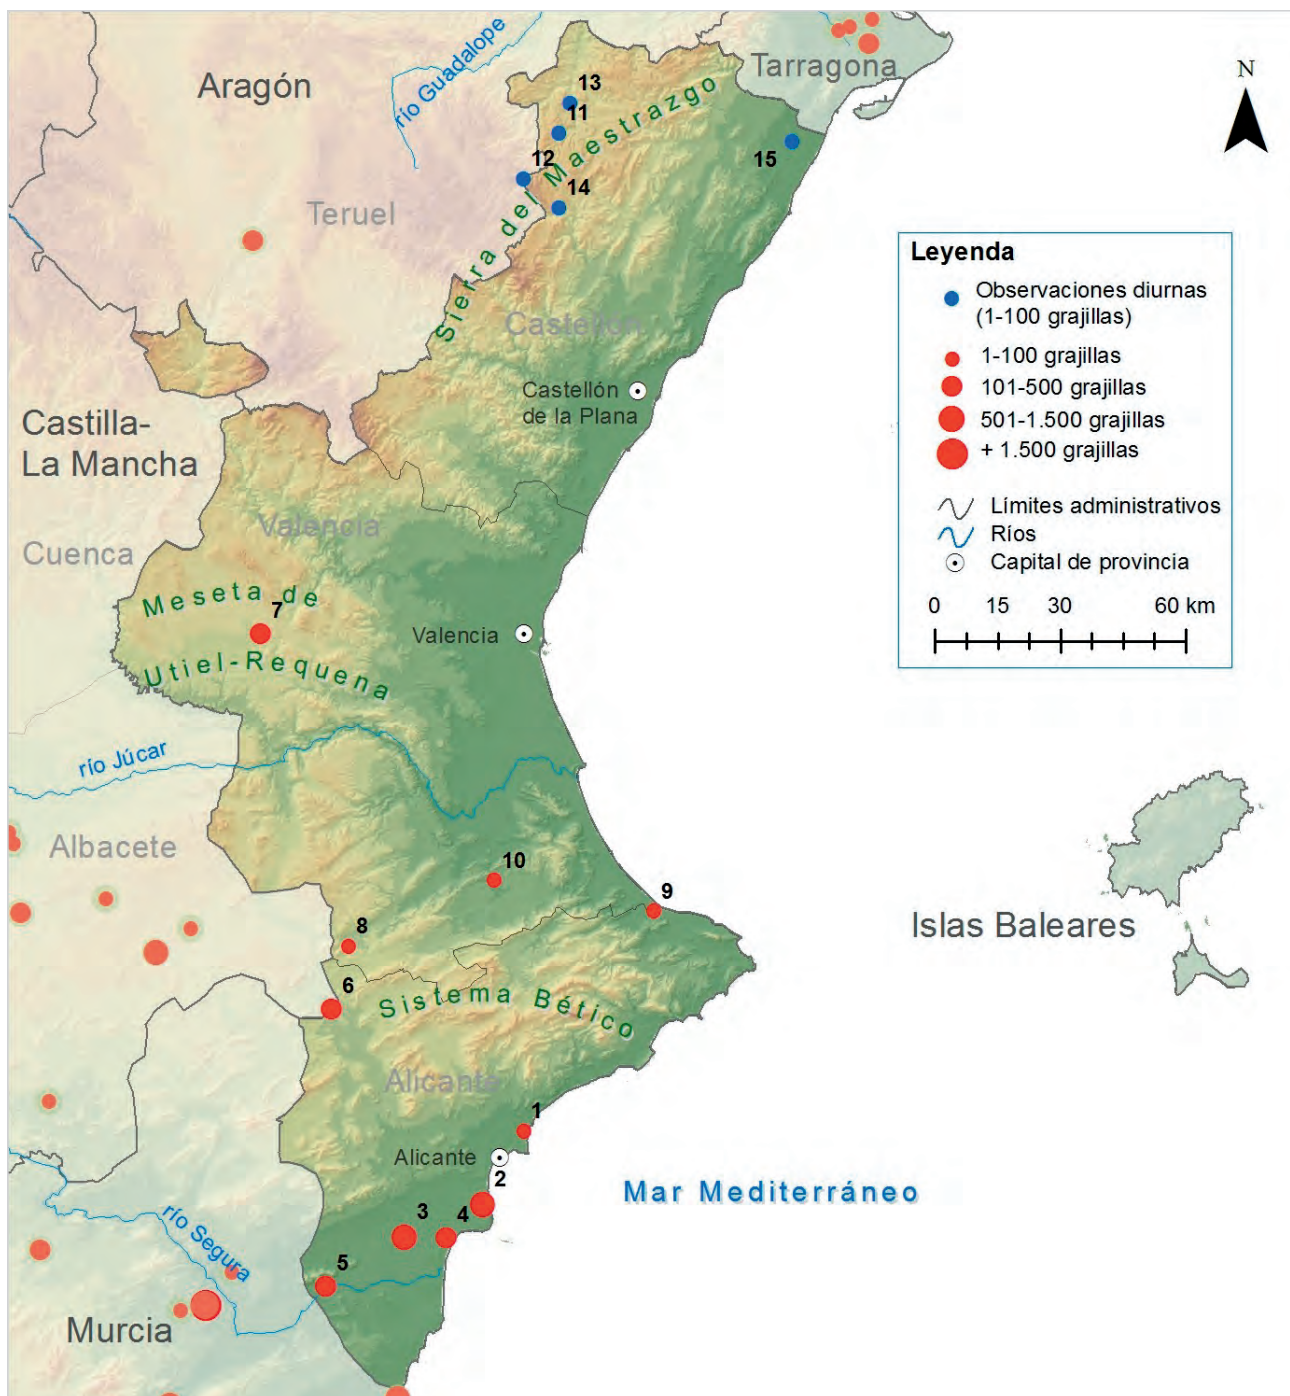 Aragón
río Guadalope
Tarragona
N
13
11
12
14
15
Sierra del Maestrazgo
Teruel
Castellón
Castellón
de la Plana
Leyenda
Observaciones diurnas
(1-100 grajillas)
1-100 grajillas
101-500 grajillas
501-1.500 grajillas
+ 1.500 grajillas
Límites administrativos
Ríos
Capital de provincia
0 15 30 60 km
Castilla-
La Mancha
Cuenca
Valencia
Meseta de
7
Utiel-Requena
Valencia
río Júcar
Albacete
10
9
8
6
Sistema Bético
Islas Baleares
Alicante
1
Alicante
2
Mar Mediterráneo
3
4
5
río Segura
Murcia